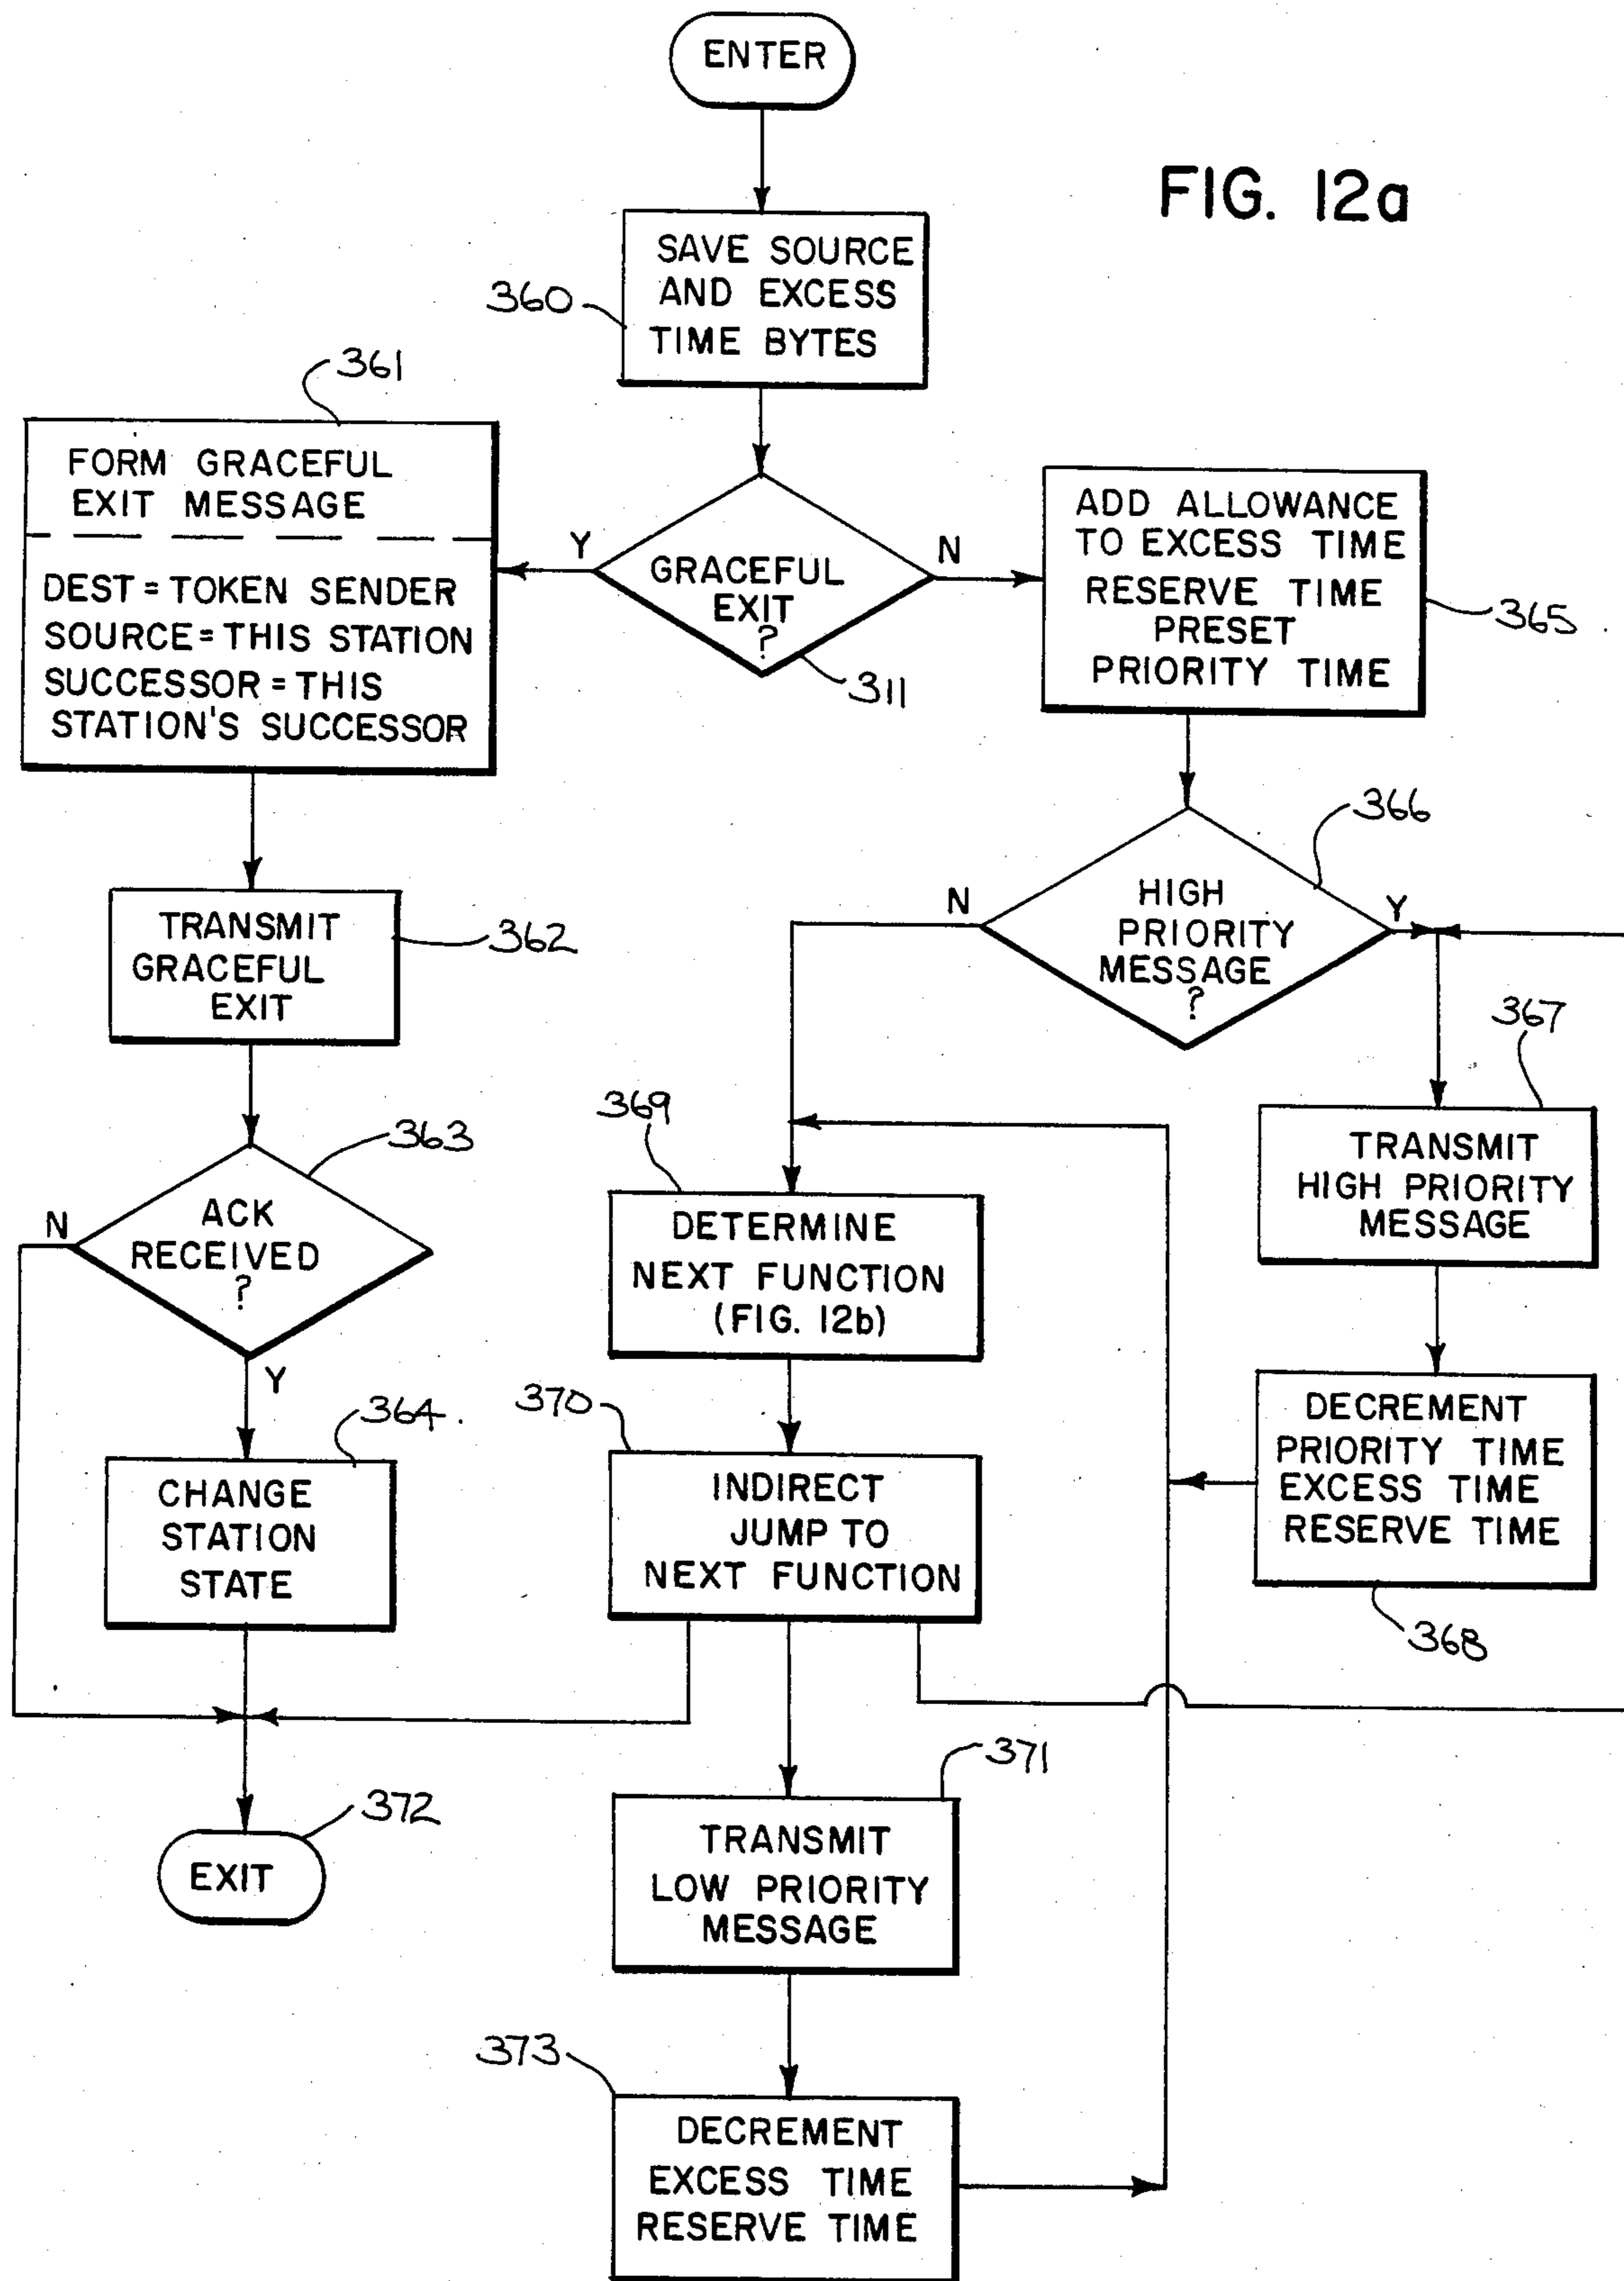 ENTER
FIG. 12a
SAVE SOURCE
AND EXCESS
TIME BYTES
360
361
FORM GRACEFUL
EXIT MESSAGE
DEST = TOKEN SENDER
SOURCE = THIS STATION
SUCCESSOR = THIS
STATION'S SUCCESSOR
Y
GRACEFUL
EXIT
?
N
311
ADD ALLOWANCE
TO EXCESS TIME
RESERVE TIME
PRESET
PRIORITY TIME
365
366
N
HIGH
PRIORITY
MESSAGE
?
Y
TRANSMIT
GRACEFUL
EXIT
362
367
TRANSMIT
HIGH PRIORITY
MESSAGE
363
N
ACK
RECEIVED
?
Y
369
DETERMINE
NEXT FUNCTION
(FIG. 12b)
364
CHANGE
STATION
STATE
370
INDIRECT
JUMP TO
NEXT FUNCTION
DECREMENT
PRIORITY TIME
EXCESS TIME
RESERVE TIME
368
372
EXIT
371
TRANSMIT
LOW PRIORITY
MESSAGE
373
DECREMENT
EXCESS TIME
RESERVE TIME